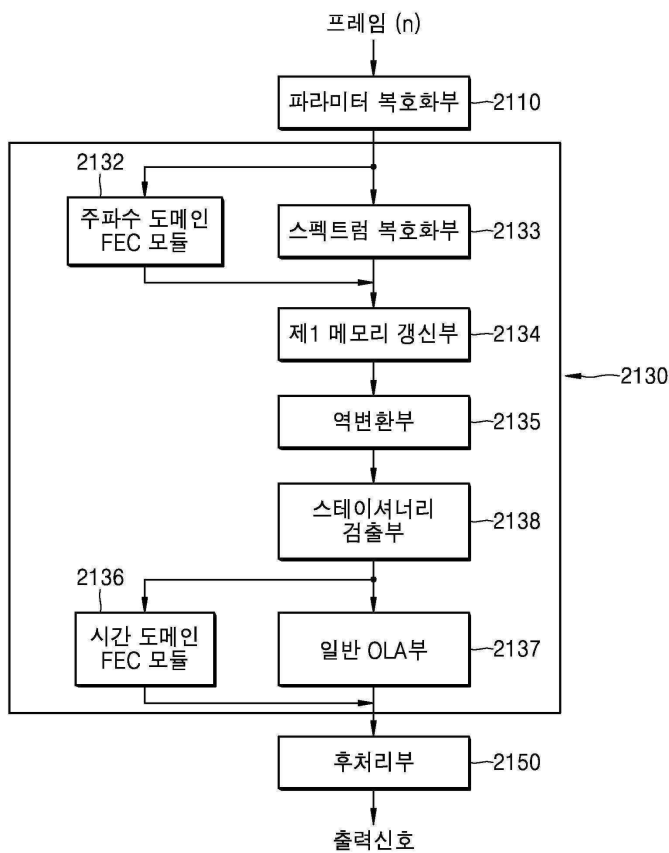 프레임 (n)
파라미터 복호화부
2110
2132
주파수 도메인
FEC 모듈
스펙트럼 복호화부
2133
제1 메모리 갱신부
2134
2130
역변환부
2135
스테이셔너리
검출부
2138
2136
시간 도메인
FEC 모듈
일반 OLA부
2137
후처리부
2150
출력신호